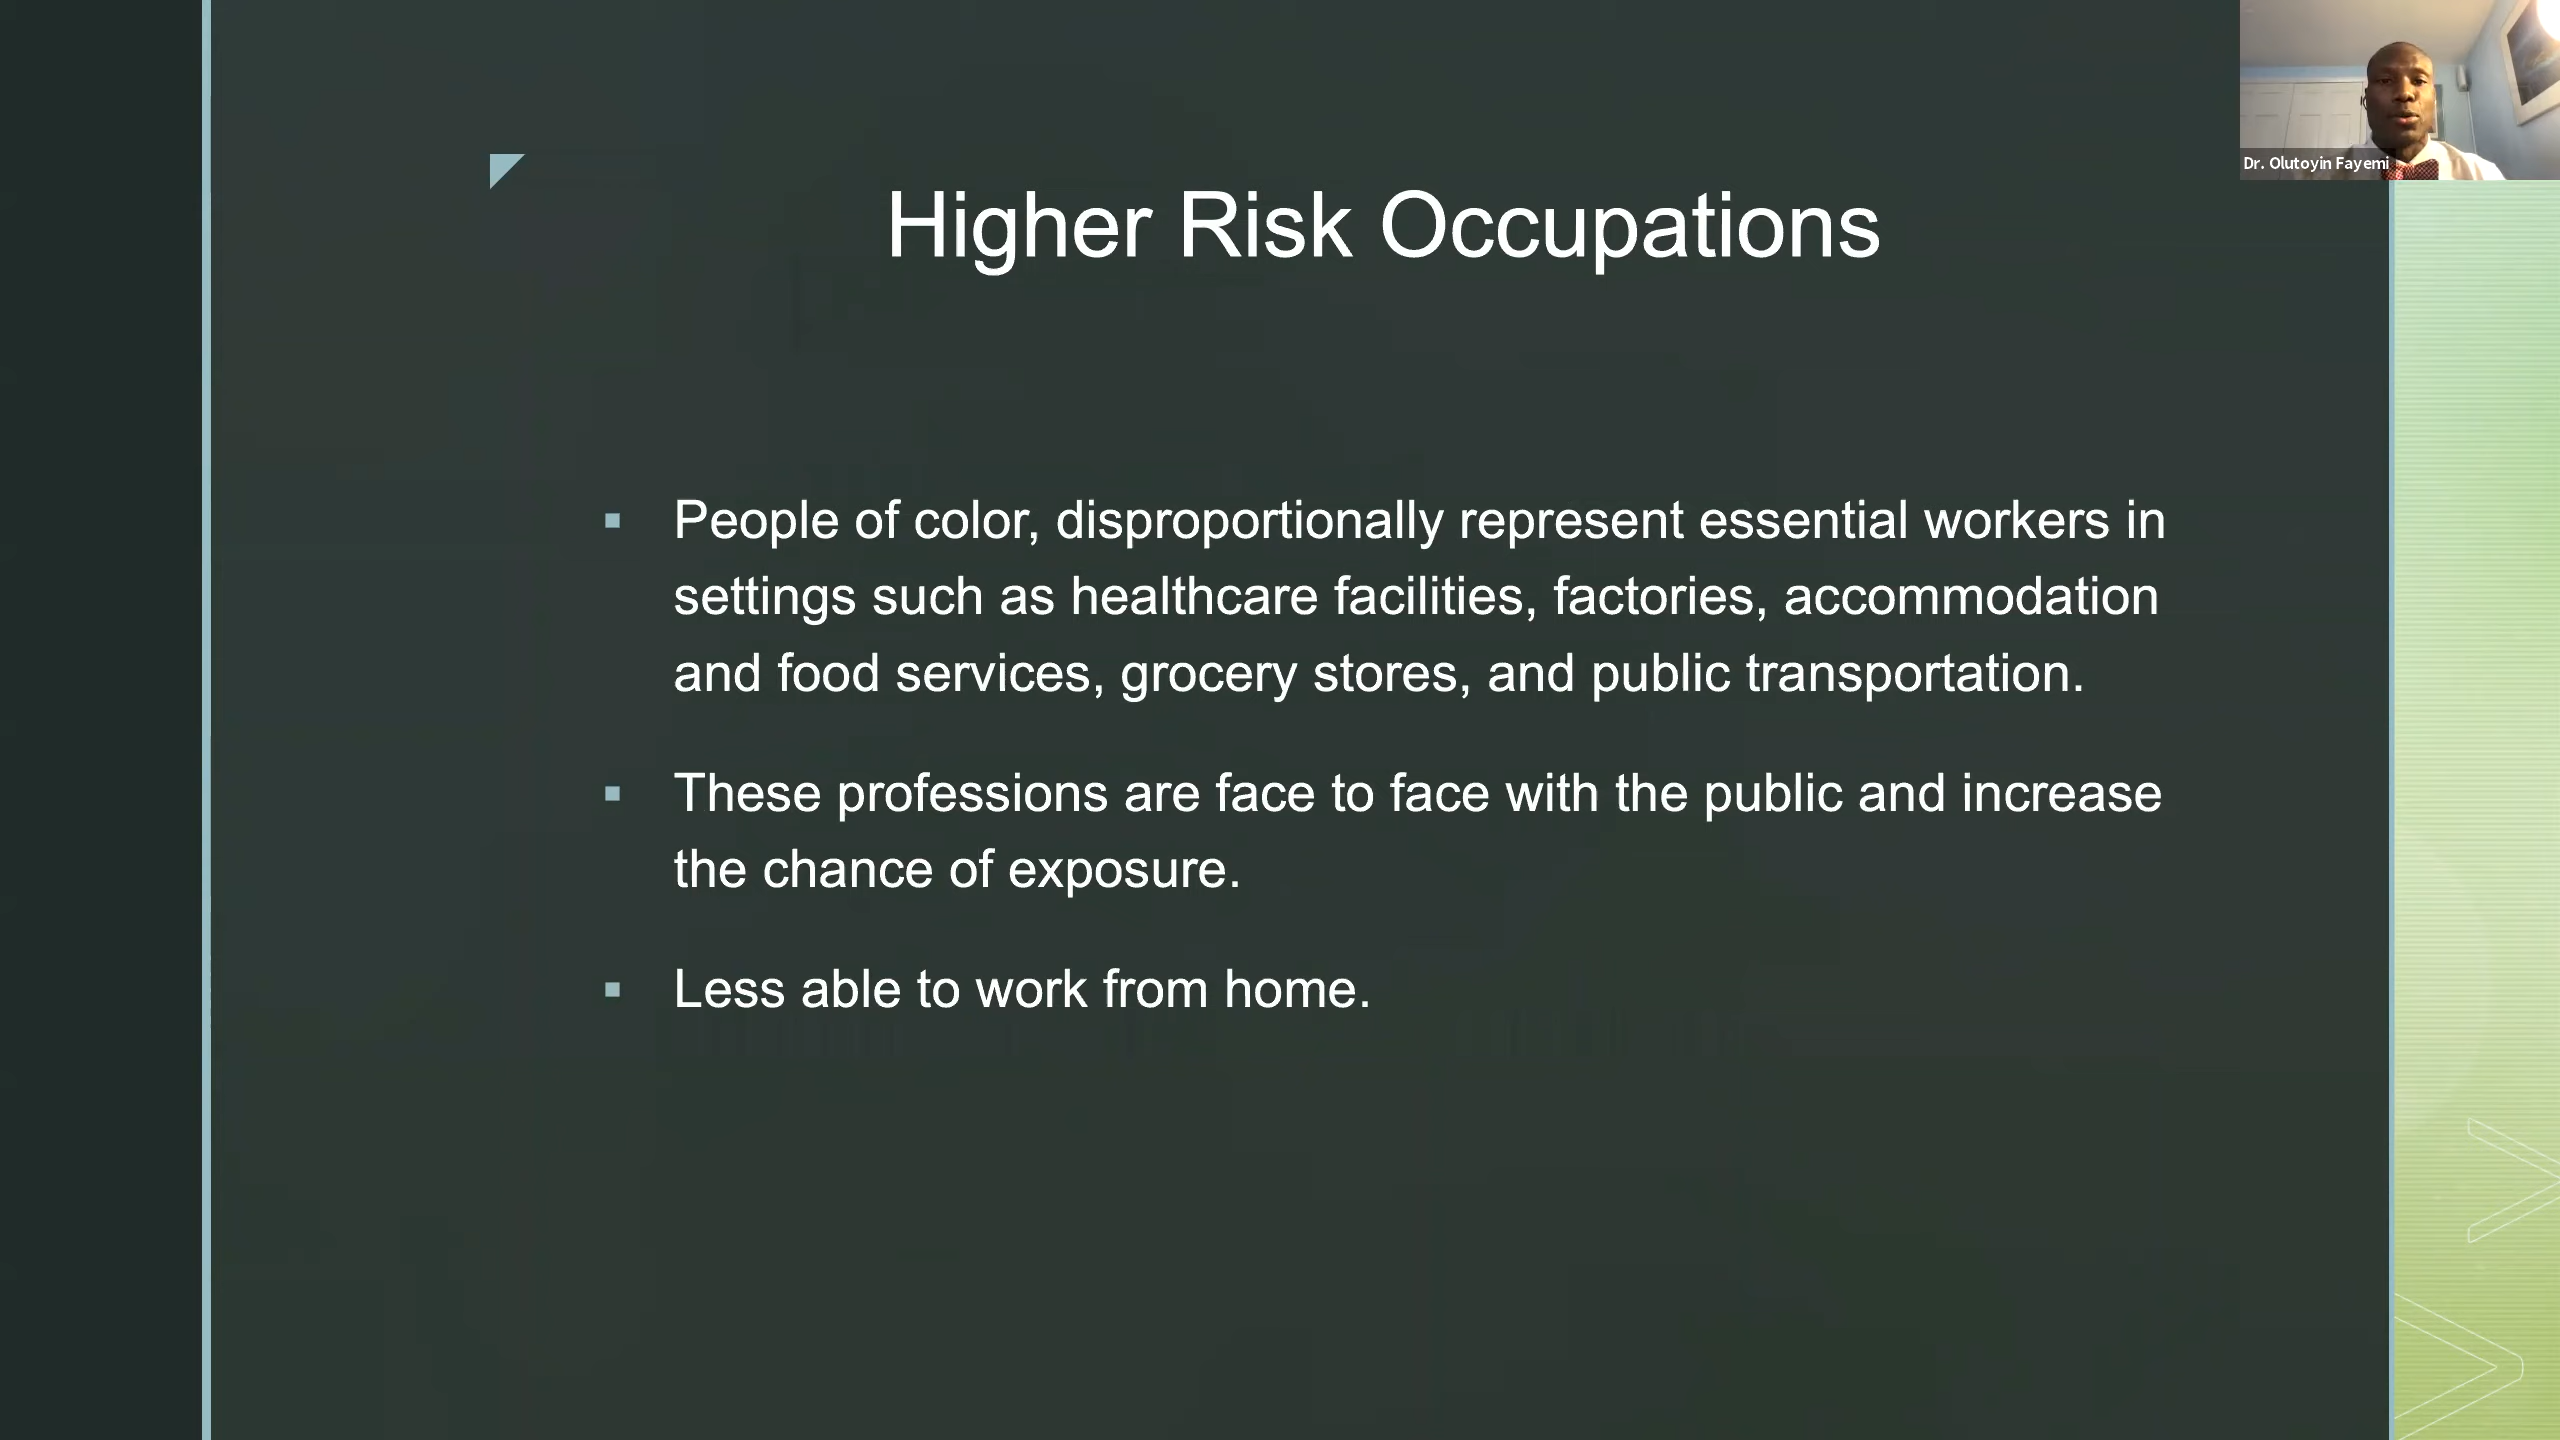 Dr. Olutoyin Fayemi
Higher Risk Occupations
▪ People of color, disproportionally represent essential workers in
settings such as healthcare facilities, factories, accommodation
and food services, grocery stores, and public transportation.
▪ These professions are face to face with the public and increase
the chance of exposure.
▪ Less able to work from home.